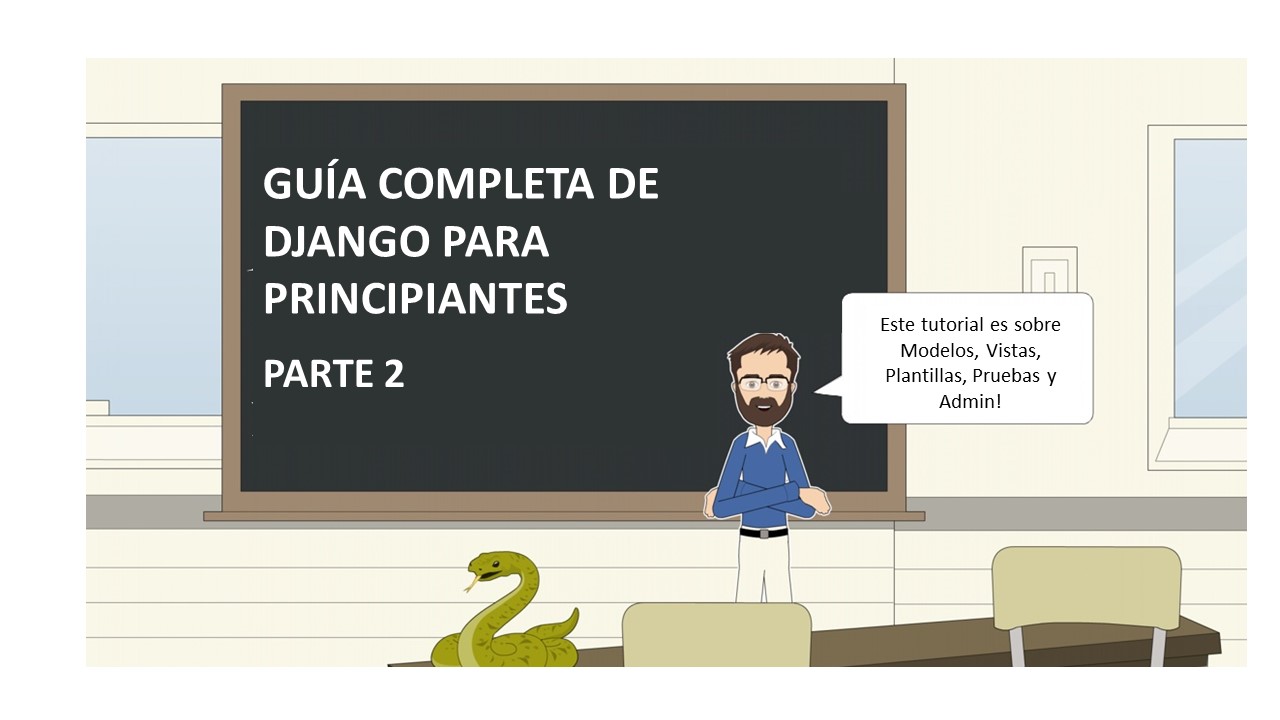 GUÍA COMPLETA DE
DJANGO PARA
PRINCIPIANTES
PARTE 2
Este tutorial es sobre
Modelos, Vistas,
Plantillas, Pruebas y
Admin!